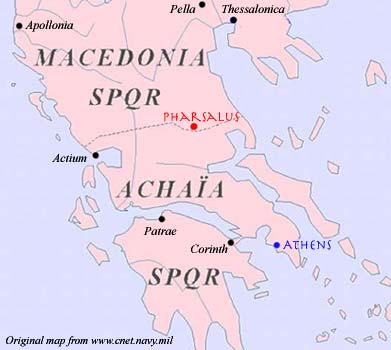 Pella
Thessalonica
Apollonia
MACEDONIA
SPQR
PHARSALUS
Actium
ACHAÏA
Patrae
Corinth
ATHENS
SPQR
Original map from www.cnet.navy.mil